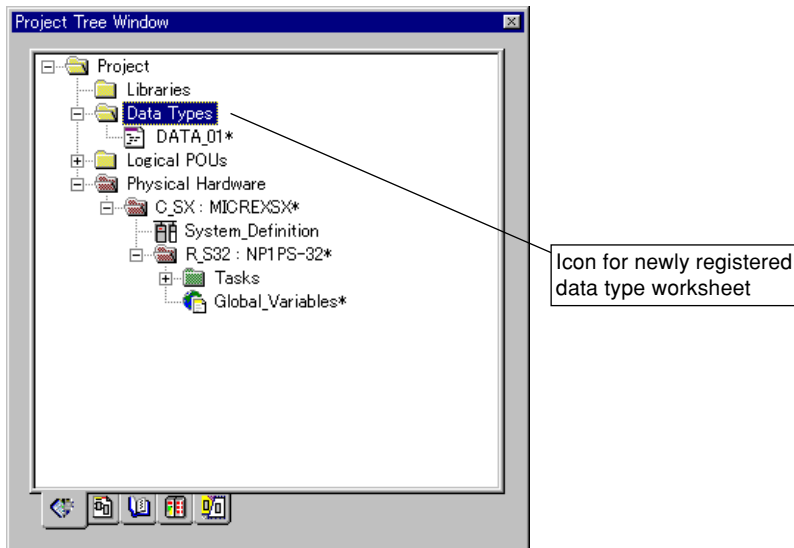 Project Tree Window
Project
Libraries
Data Types
DATA_01*
Logical POUs
Physical Hardware
C_SX : MICREXSX*
System_Definition
R_S32 : NP1PS-32*
Tasks
Global_Variables*
Icon for newly registered
data type worksheet